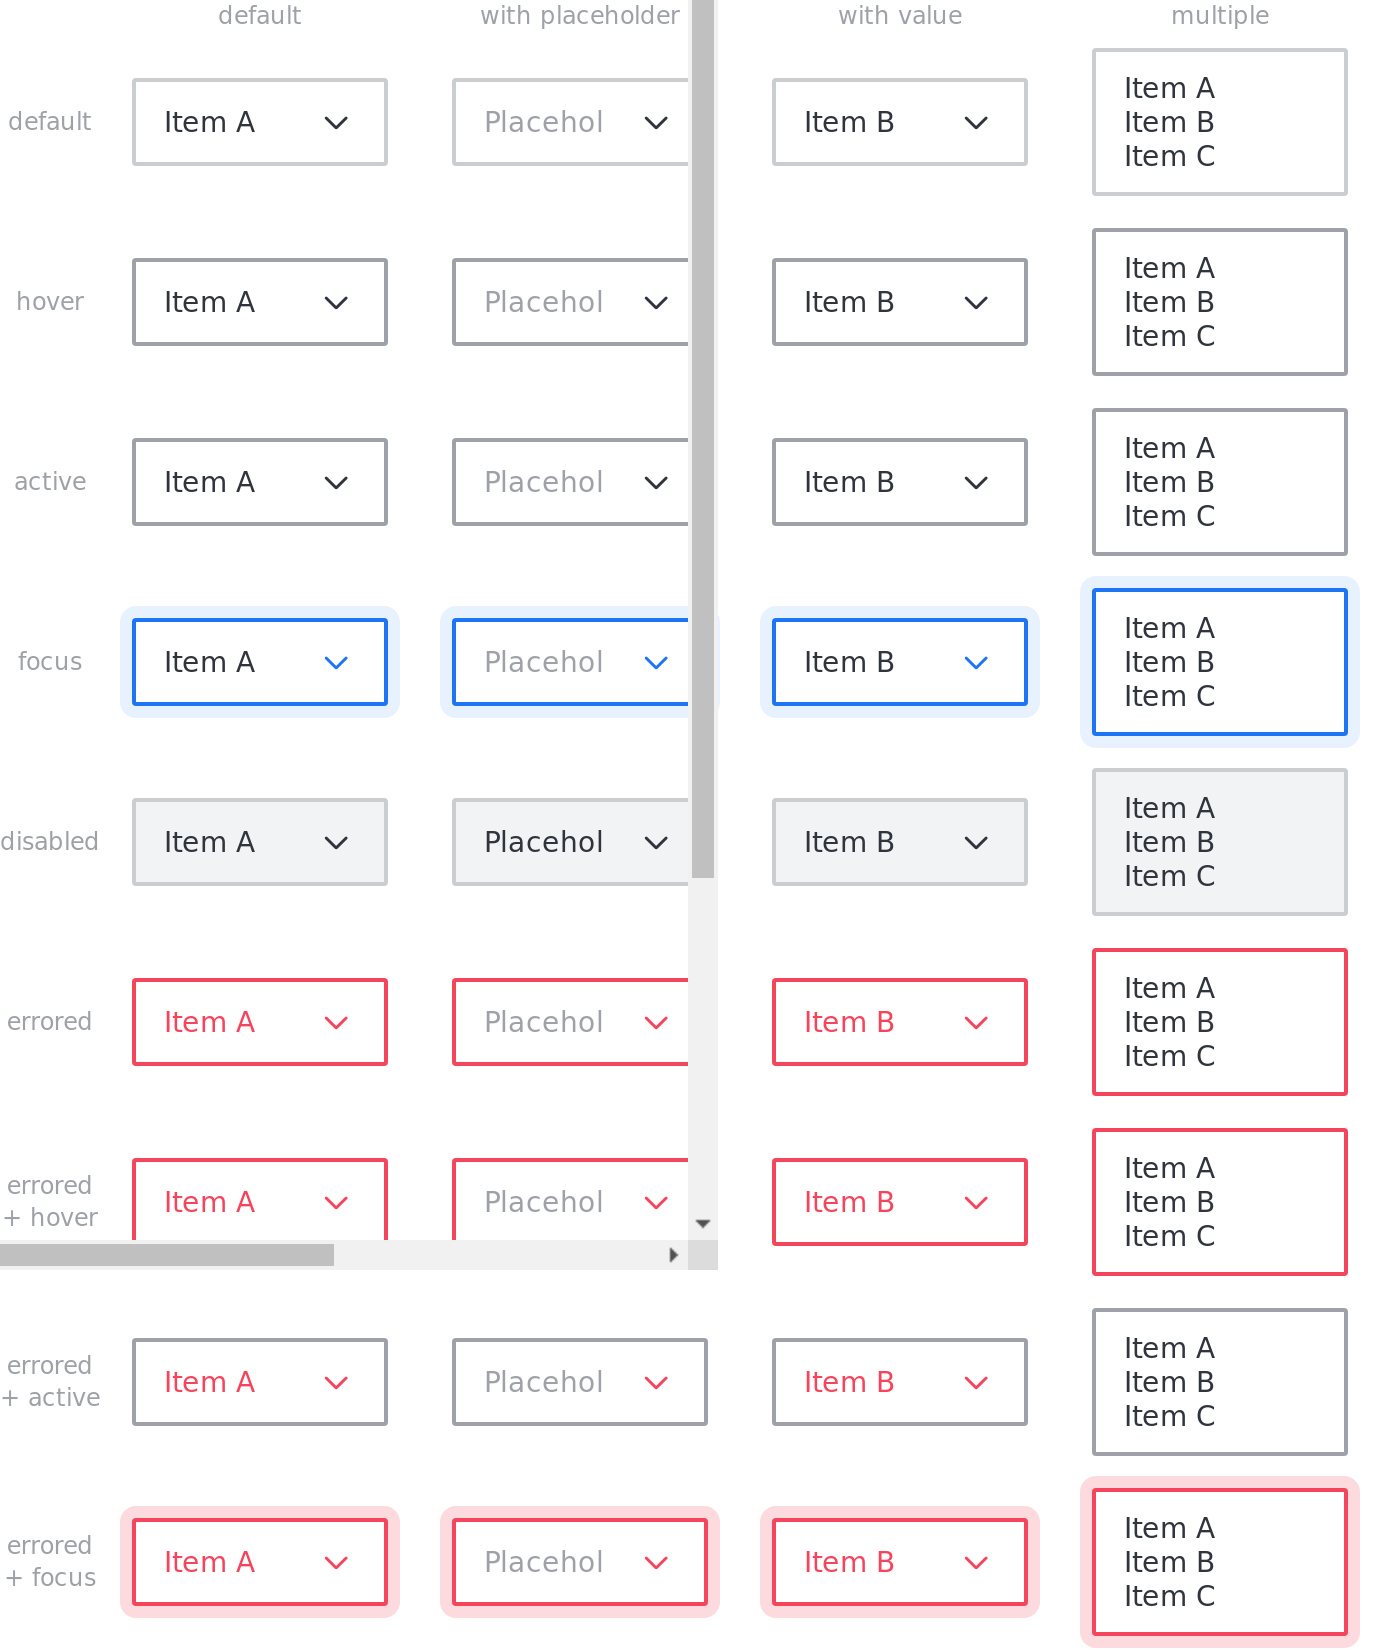 default with placeholder with value multiple
default Item A Placehol Item B Item A
Item B
Item C
hover Item A Placehol Item B Item A
Item B
Item C
active Item A Placehol Item B Item A
Item B
Item C
focus Item A Placehol Item B Item A
Item B
Item C
disabled Item A Placehol Item B Item A
Item B
Item C
errored Item A Placehol Item B Item A
Item B
Item C
errored
+ hover Item A Placehol Item B Item A
Item B
Item C
errored
+ active Item A Placehol Item B Item A
Item B
Item C
errored
+ focus Item A Placehol Item B Item A
Item B
Item C